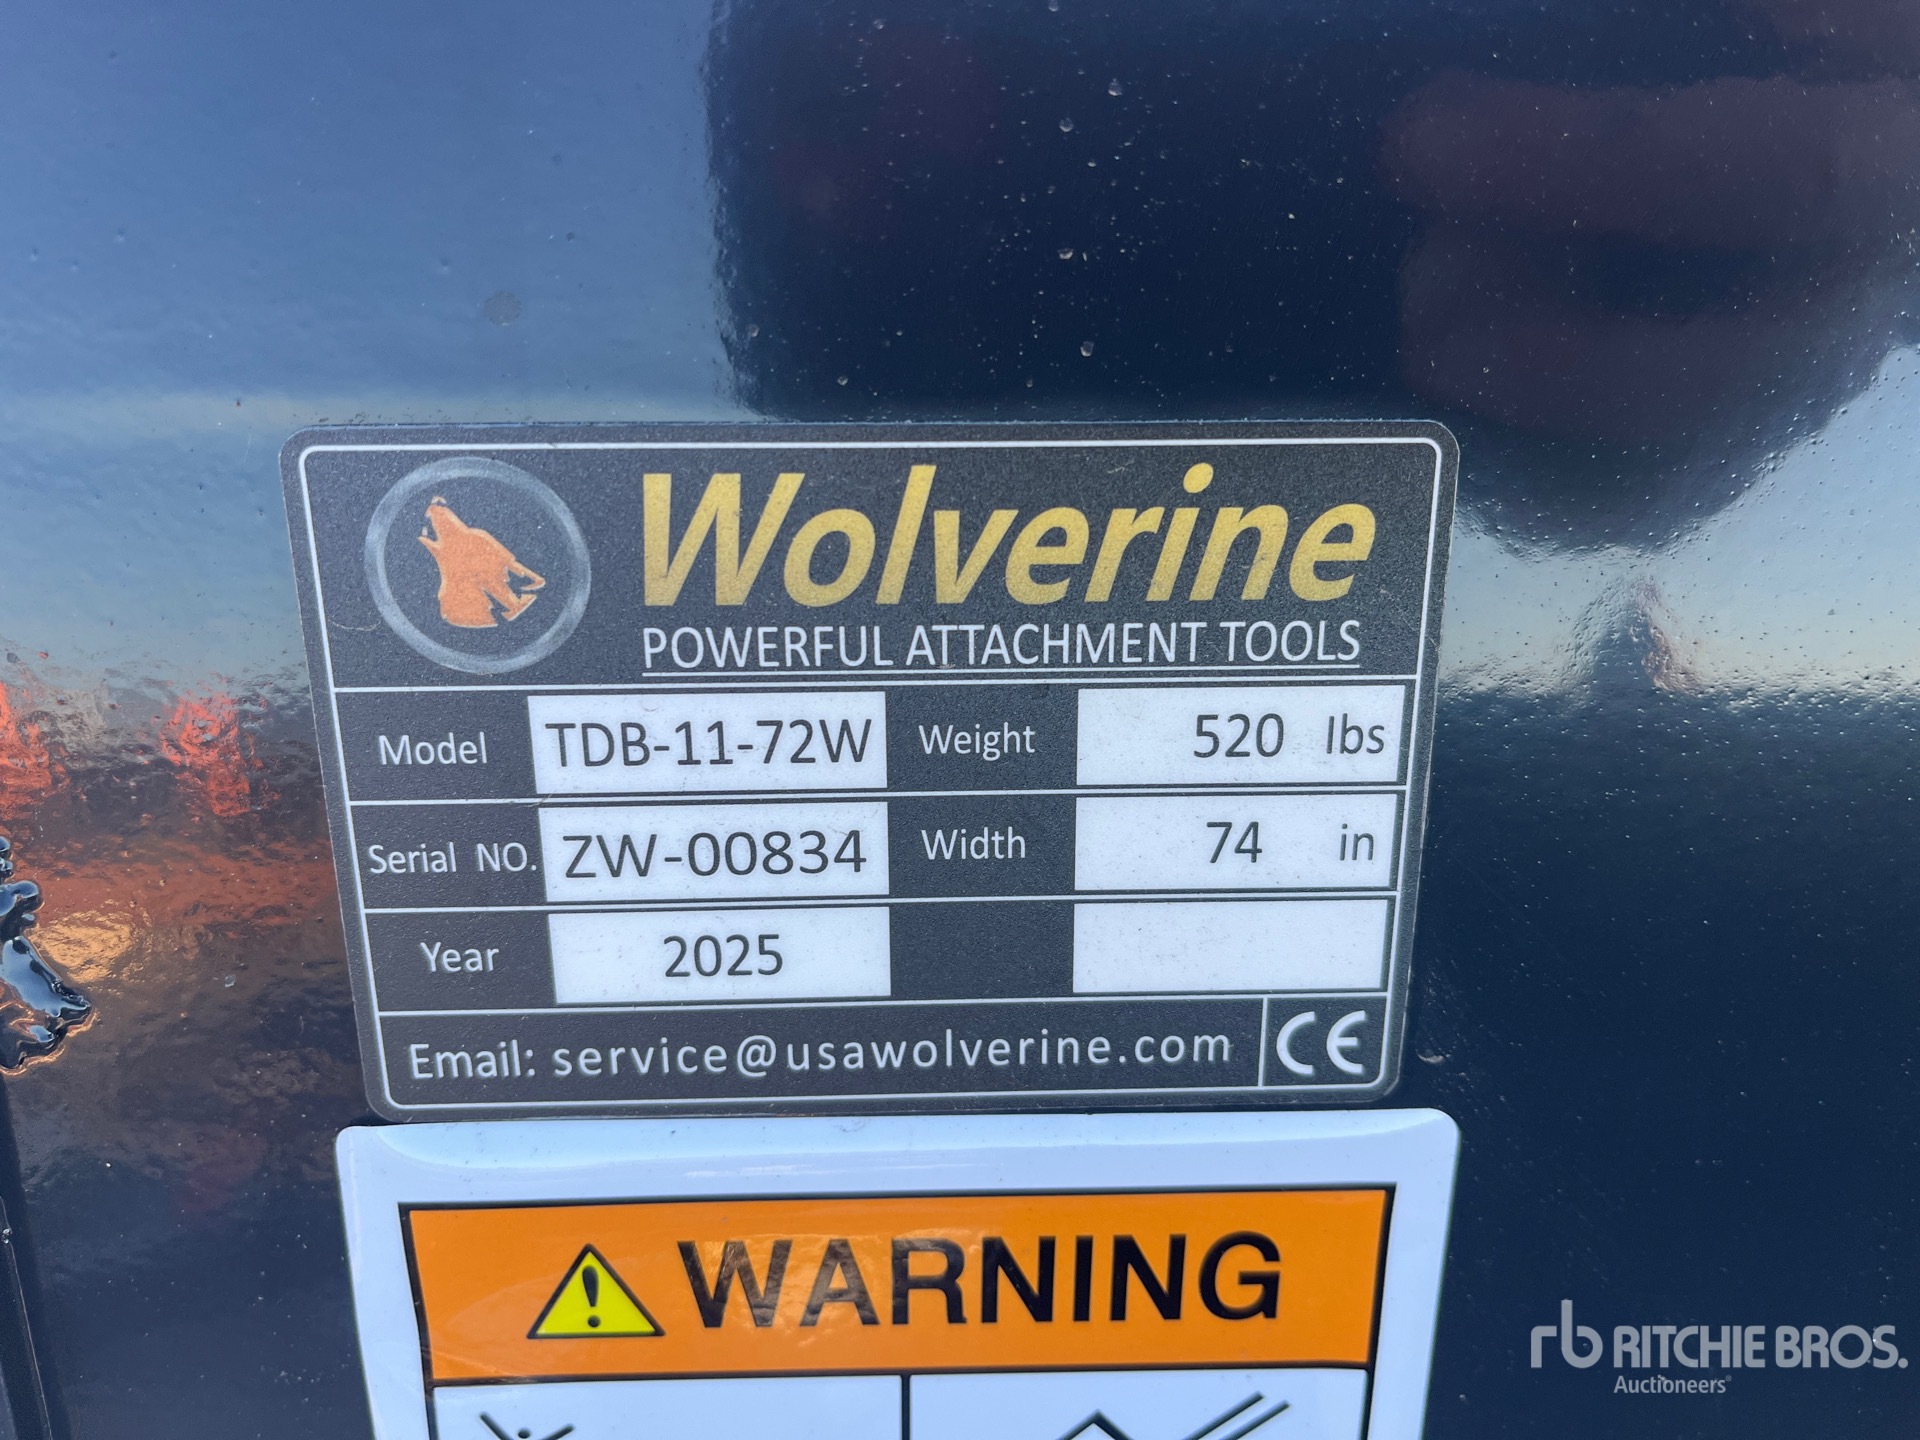 Wolverine
POWERFUL ATTACHMENT TOOLS
Model TDB-11-72W Weight 520 lbs
Serial NO. ZW-00834 Width 74 in
Year 2025
Email: service@usawolverine.com CE
WARNING
rb RITCHIE BROS.
Auctioneers